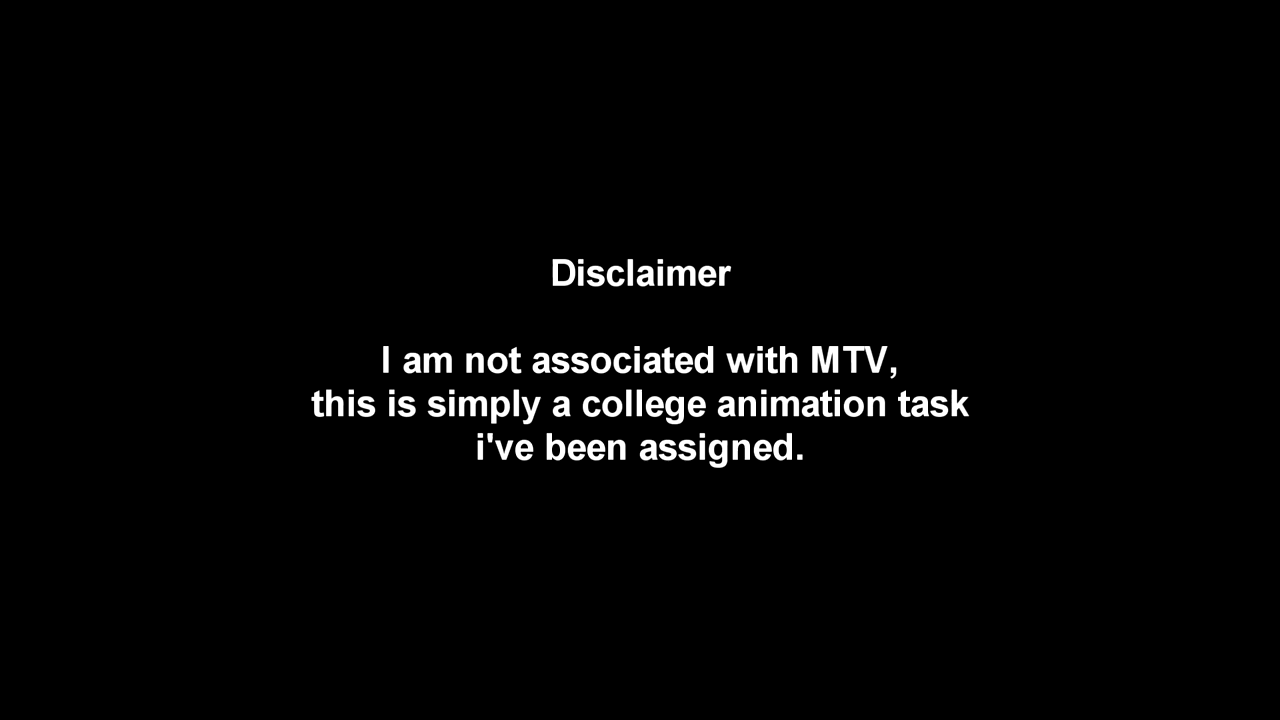 Disclaimer
I am not associated with MTV,
this is simply a college animation task
i've been assigned.